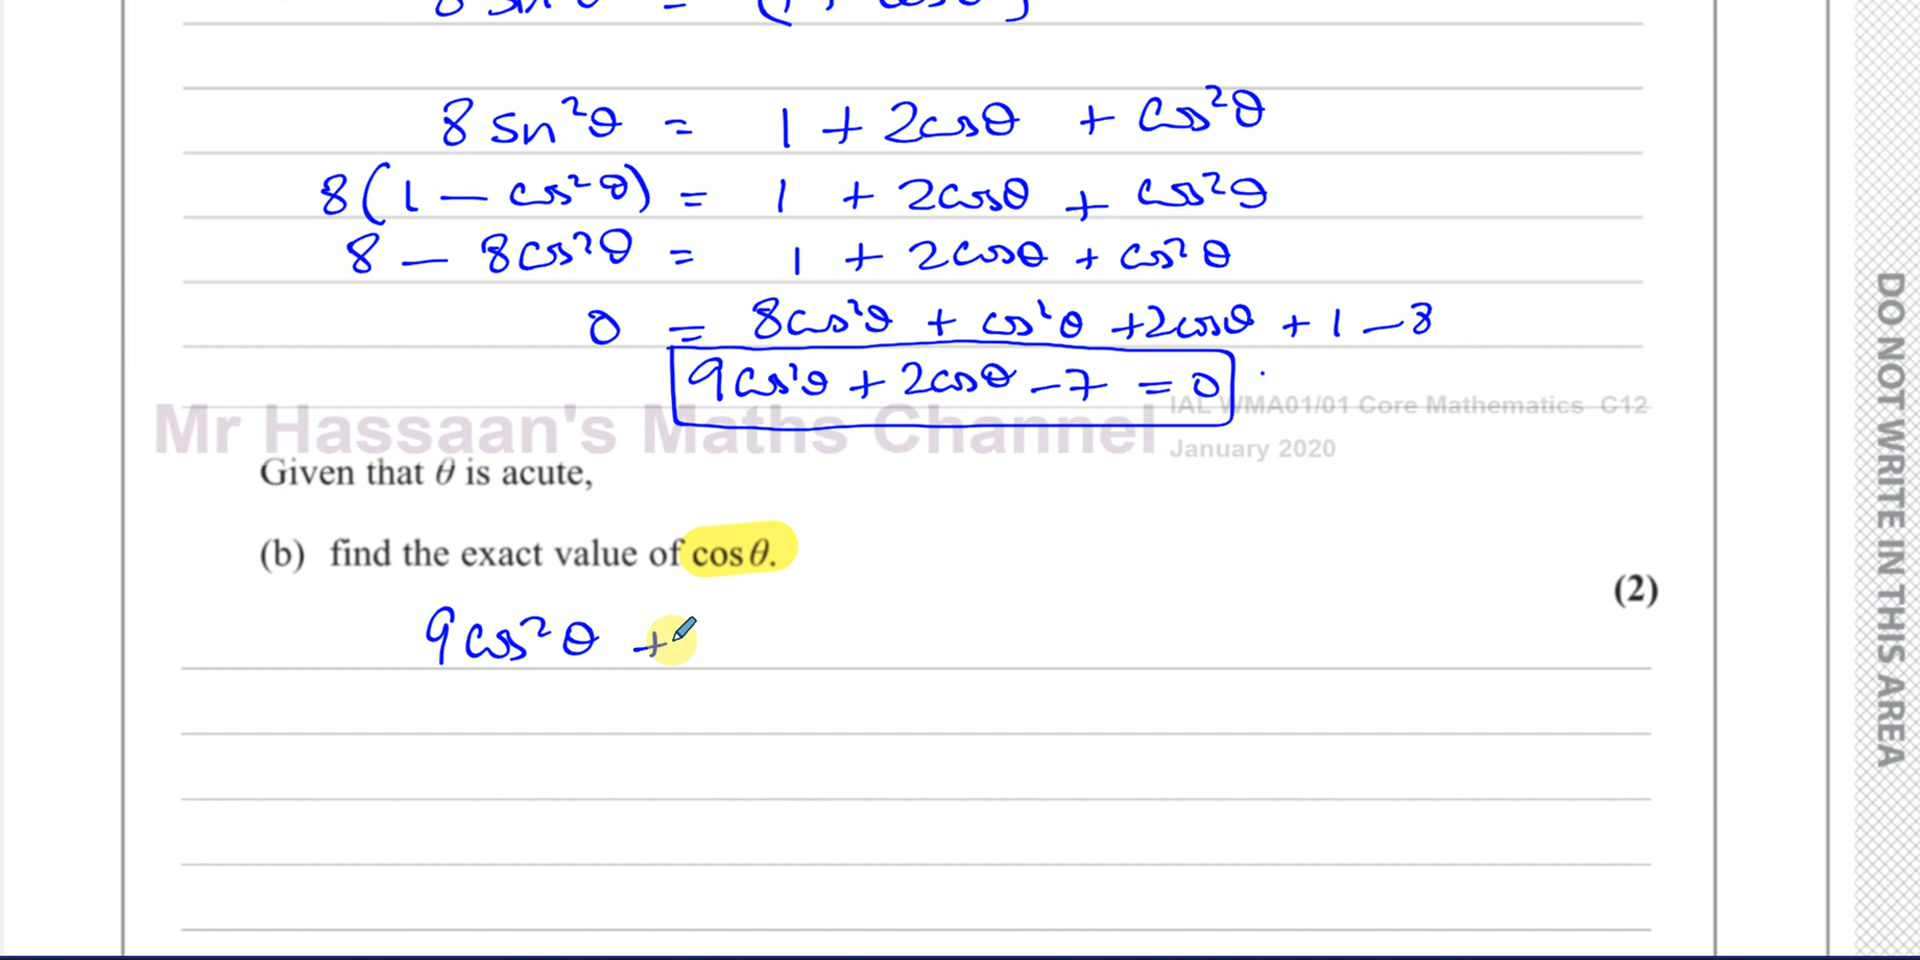 8 sin²θ = 1 + 2cosθ + cos²θ
8(1 − cos²θ) = 1 + 2cosθ + cos²θ
8 − 8cos²θ = 1 + 2cosθ + cos²θ
0 = 8cos²θ + cos²θ + 2cosθ + 1 − 8
9cos²θ + 2cosθ − 7 = 0
Mr Hassaan's Maths Channel
IAL WMA01/01 Core Mathematics C12
January 2020
Given that θ is acute,
(b) find the exact value of cos θ.
(2)
9cos²θ +
DO NOT WRITE IN THIS AREA